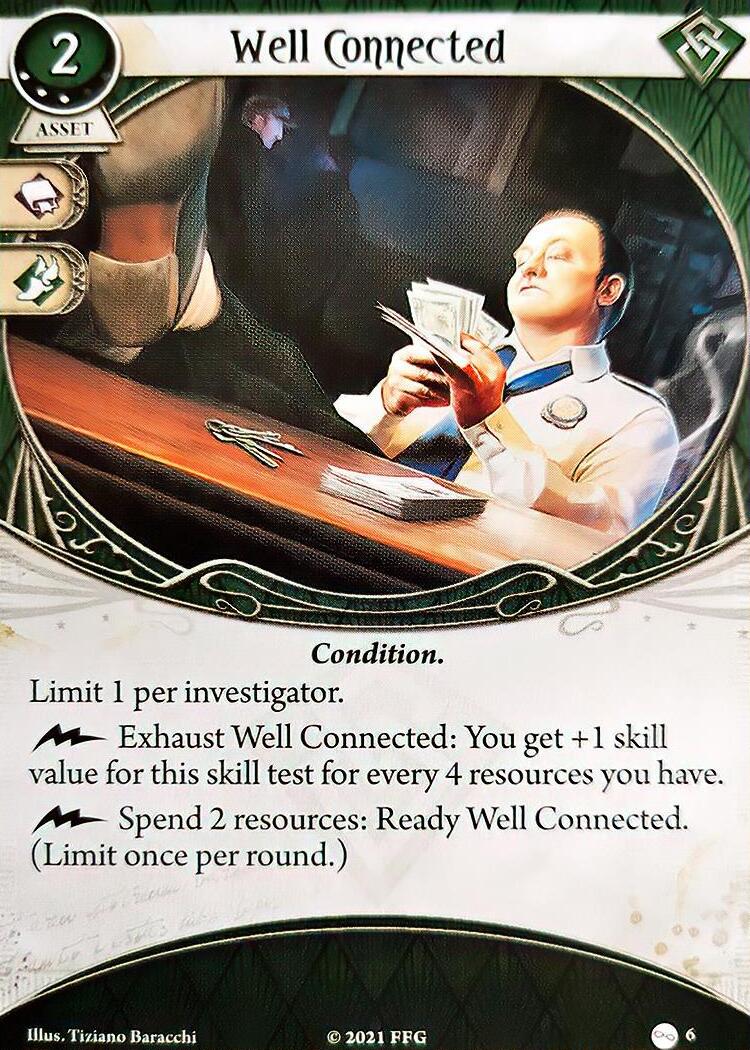 2
Well Connected
ASSET
Condition.
Limit 1 per investigator.
Exhaust Well Connected: You get +1 skill
value for this skill test for every 4 resources you have.
Spend 2 resources: Ready Well Connected.
(Limit once per round.)
Illus. Tiziano Baracchi
© 2021 FFG
6